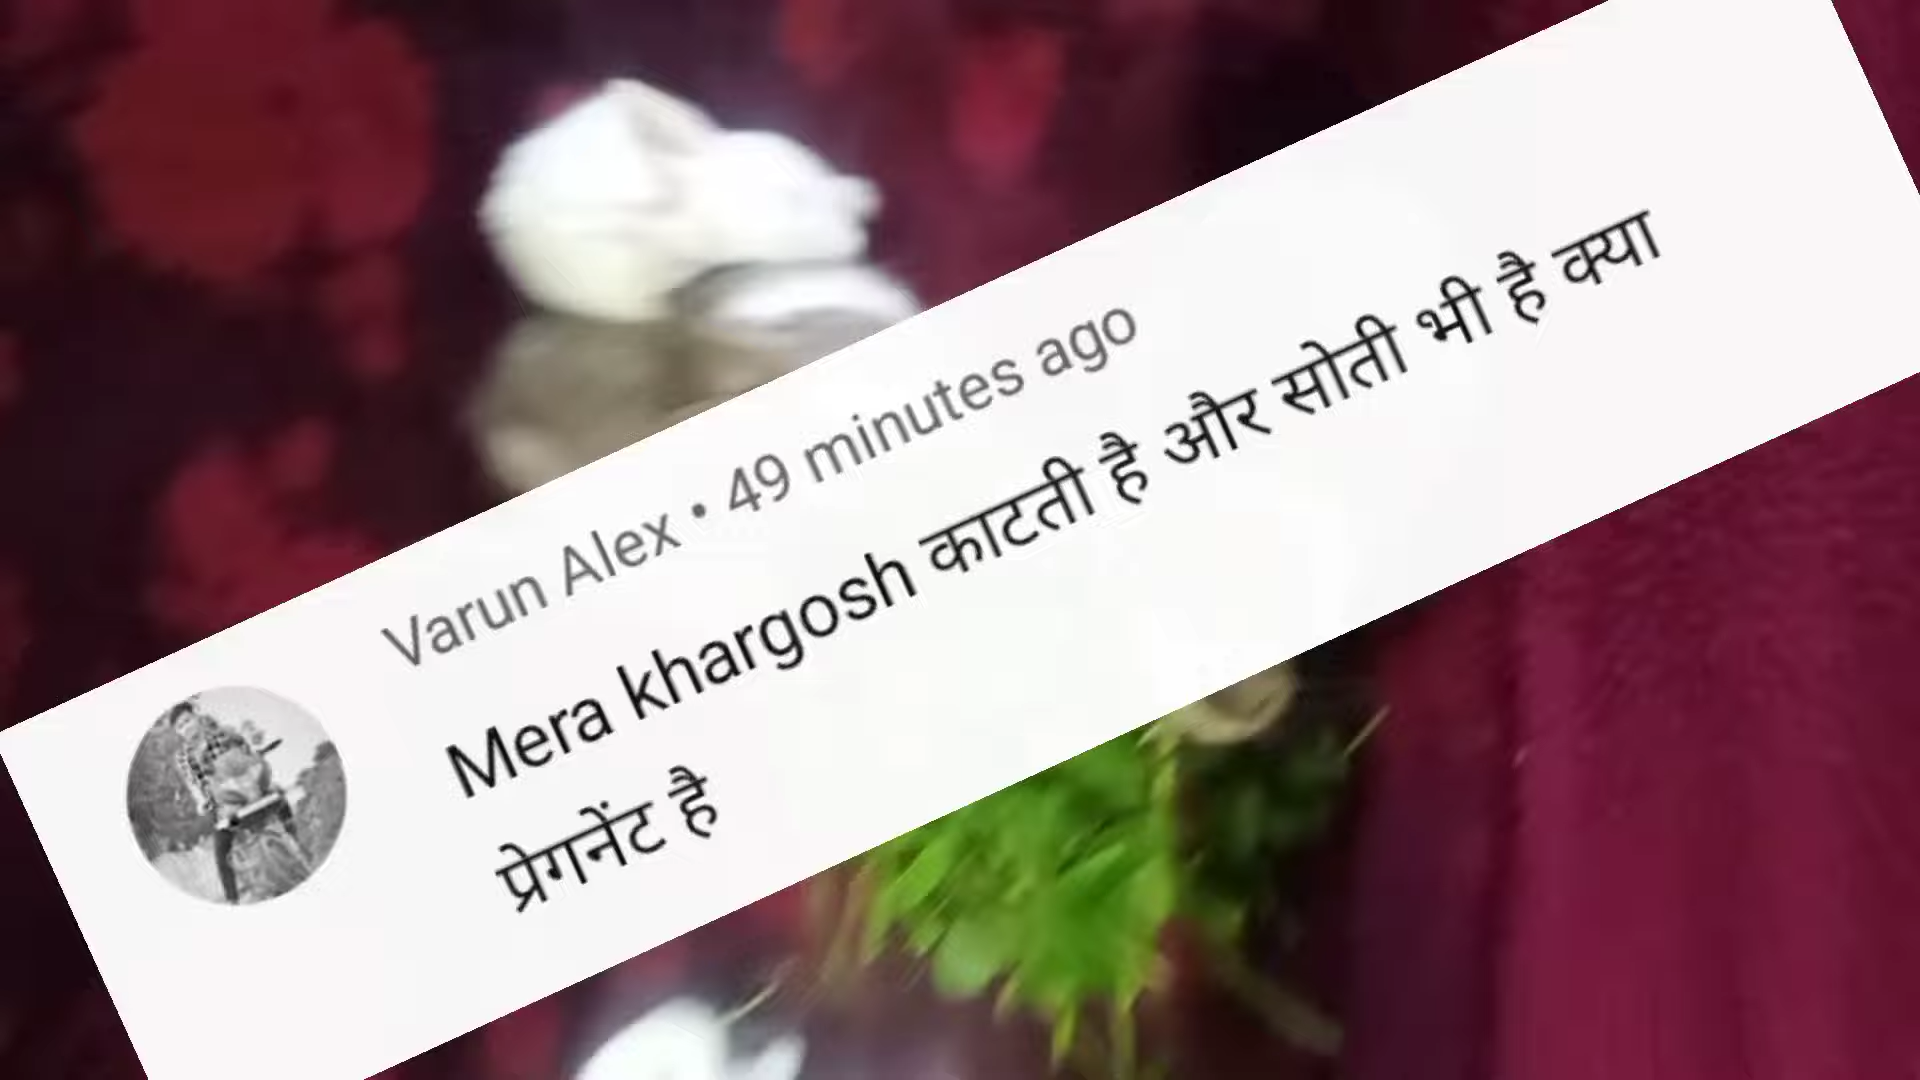 Varun Alex • 49 minutes ago
Mera khargosh काटती है और सोती भी है क्या
प्रेगनेंट है